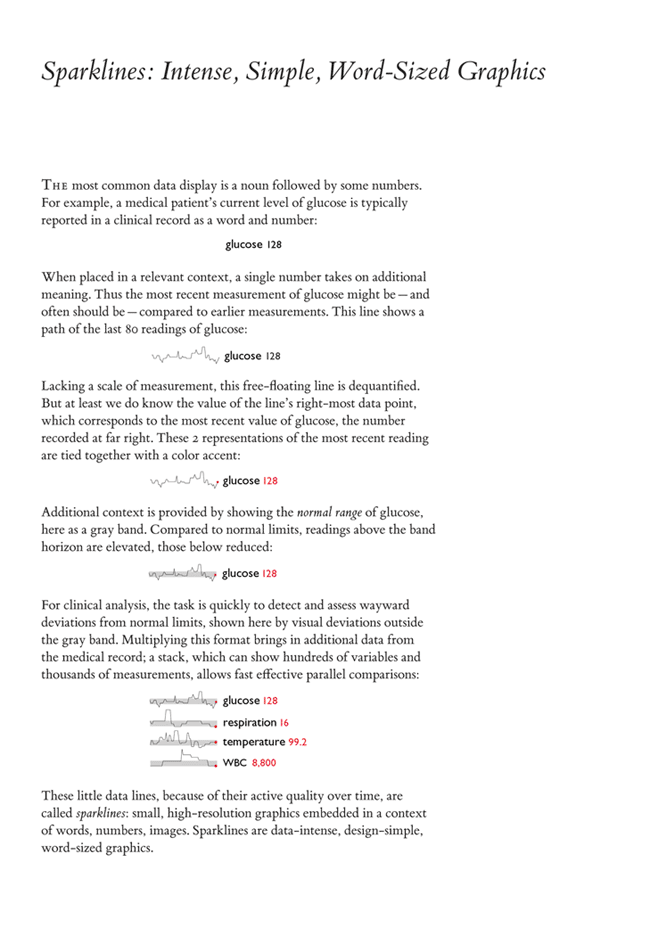 Sparklines: Intense, Simple, Word-Sized Graphics
THE most common data display is a noun followed by some numbers.
For example, a medical patient’s current level of glucose is typically
reported in a clinical record as a word and number:
glucose 128
When placed in a relevant context, a single number takes on additional
meaning. Thus the most recent measurement of glucose might be — and
often should be — compared to earlier measurements. This line shows a
path of the last 80 readings of glucose:
glucose 128
Lacking a scale of measurement, this free-floating line is dequantified.
But at least we do know the value of the line’s right-most data point,
which corresponds to the most recent value of glucose, the number
recorded at far right. These 2 representations of the most recent reading
are tied together with a color accent:
glucose 128
Additional context is provided by showing the normal range of glucose,
here as a gray band. Compared to normal limits, readings above the band
horizon are elevated, those below reduced:
glucose 128
For clinical analysis, the task is quickly to detect and assess wayward
deviations from normal limits, shown here by visual deviations outside
the gray band. Multiplying this format brings in additional data from
the medical record; a stack, which can show hundreds of variables and
thousands of measurements, allows fast effective parallel comparisons:
glucose 128
respiration 16
temperature 99.2
WBC 8,800
These little data lines, because of their active quality over time, are
called sparklines: small, high-resolution graphics embedded in a context
of words, numbers, images. Sparklines are data-intense, design-simple,
word-sized graphics.